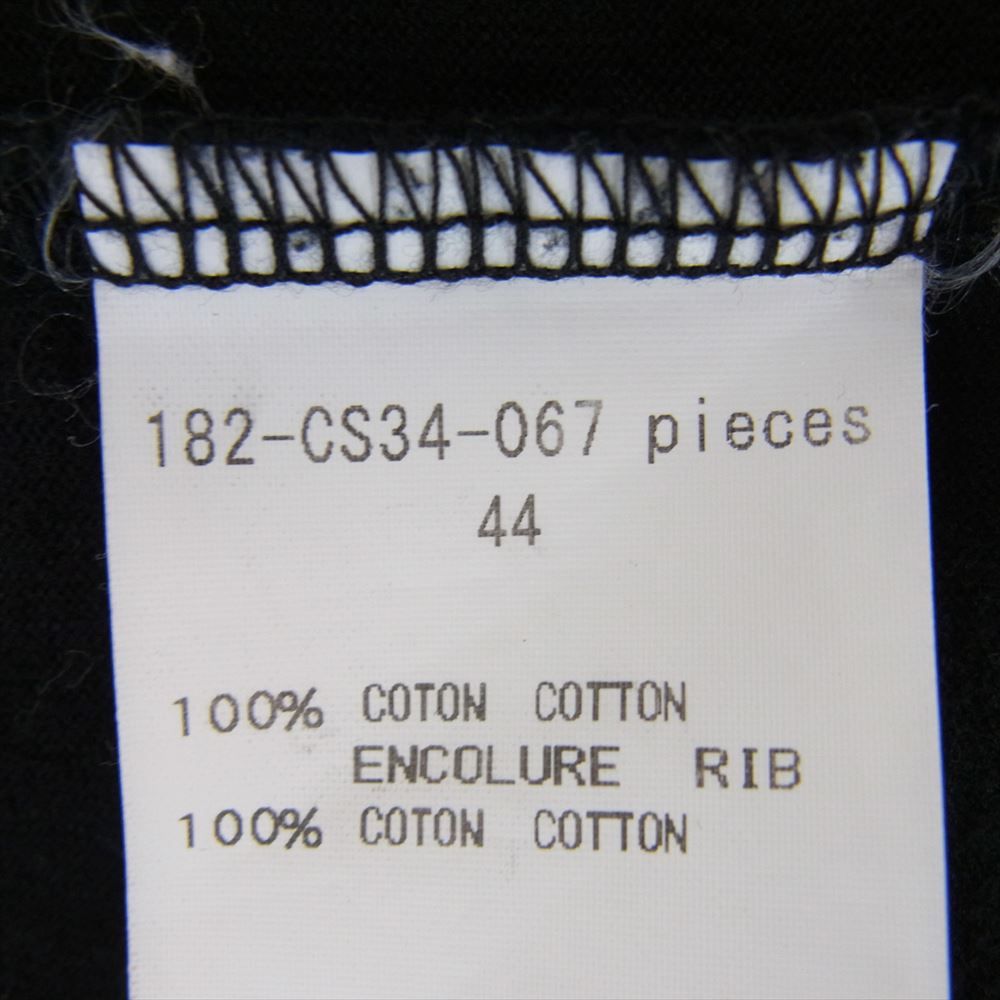 182-CS34-067 pieces
44
100% COTON COTTON
ENCOLURE RIB
100% COTON COTTON